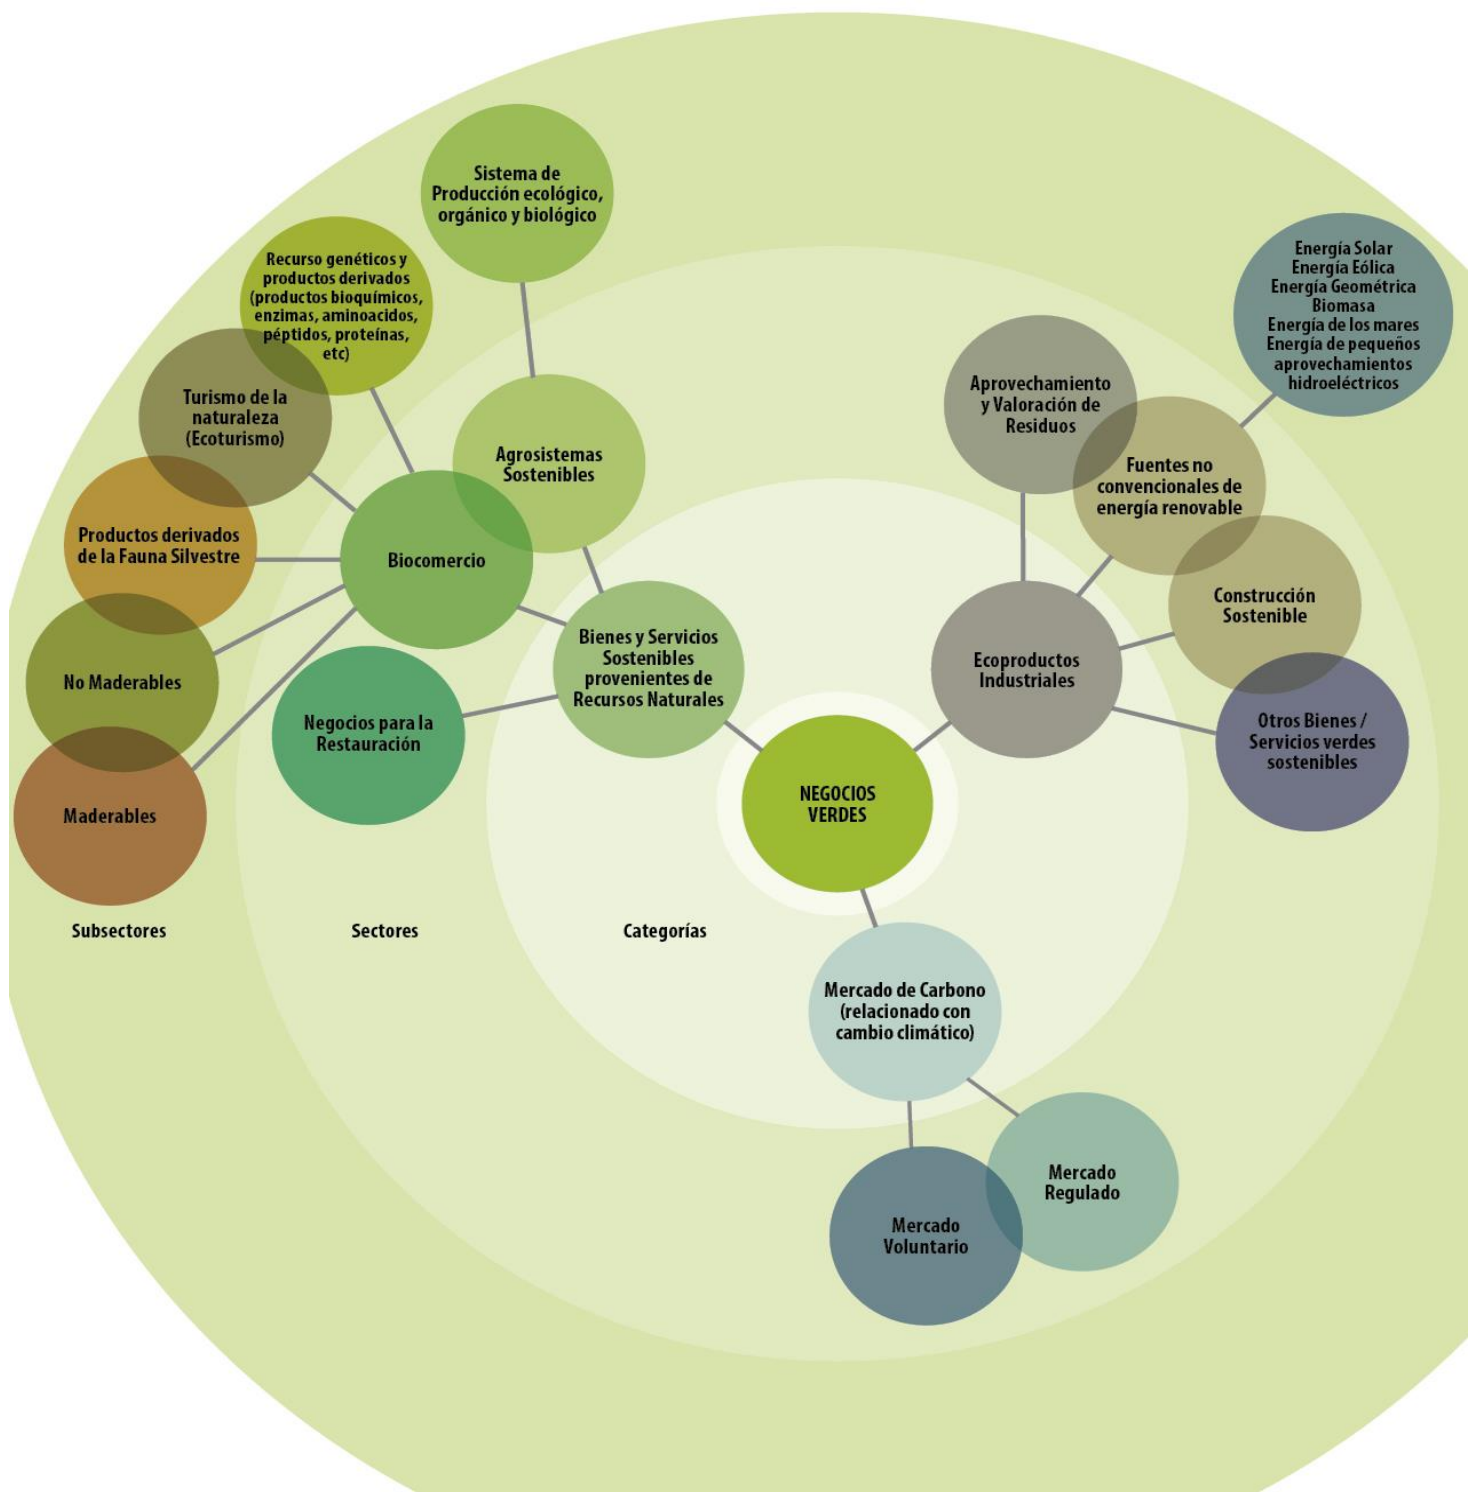 Sistema de
Producción ecológico,
orgánico y biológico
Recurso genéticos y
productos derivados
(productos bioquímicos,
enzimas, aminoacidos,
péptidos, proteínas,
etc)
Turismo de la
naturaleza
(Ecoturismo)
Productos derivados
de la Fauna Silvestre
No Maderables
Maderables
Agrosistemas
Sostenibles
Biocomercio
Negocios para la
Restauración
Bienes y Servicios
Sostenibles
provenientes de
Recursos Naturales
NEGOCIOS
VERDES
Ecoproductos
Industriales
Aprovechamiento
y Valoración de
Residuos
Fuentes no
convencionales de
energía renovable
Energía Solar
Energía Eólica
Energía Geométrica
Biomasa
Energía de los mares
Energía de pequeños
aprovechamientos
hidroeléctricos
Construcción
Sostenible
Otros Bienes /
Servicios verdes
sostenibles
Subsectores
Sectores
Categorías
Mercado de Carbono
(relacionado con
cambio climático)
Mercado
Regulado
Mercado
Voluntario